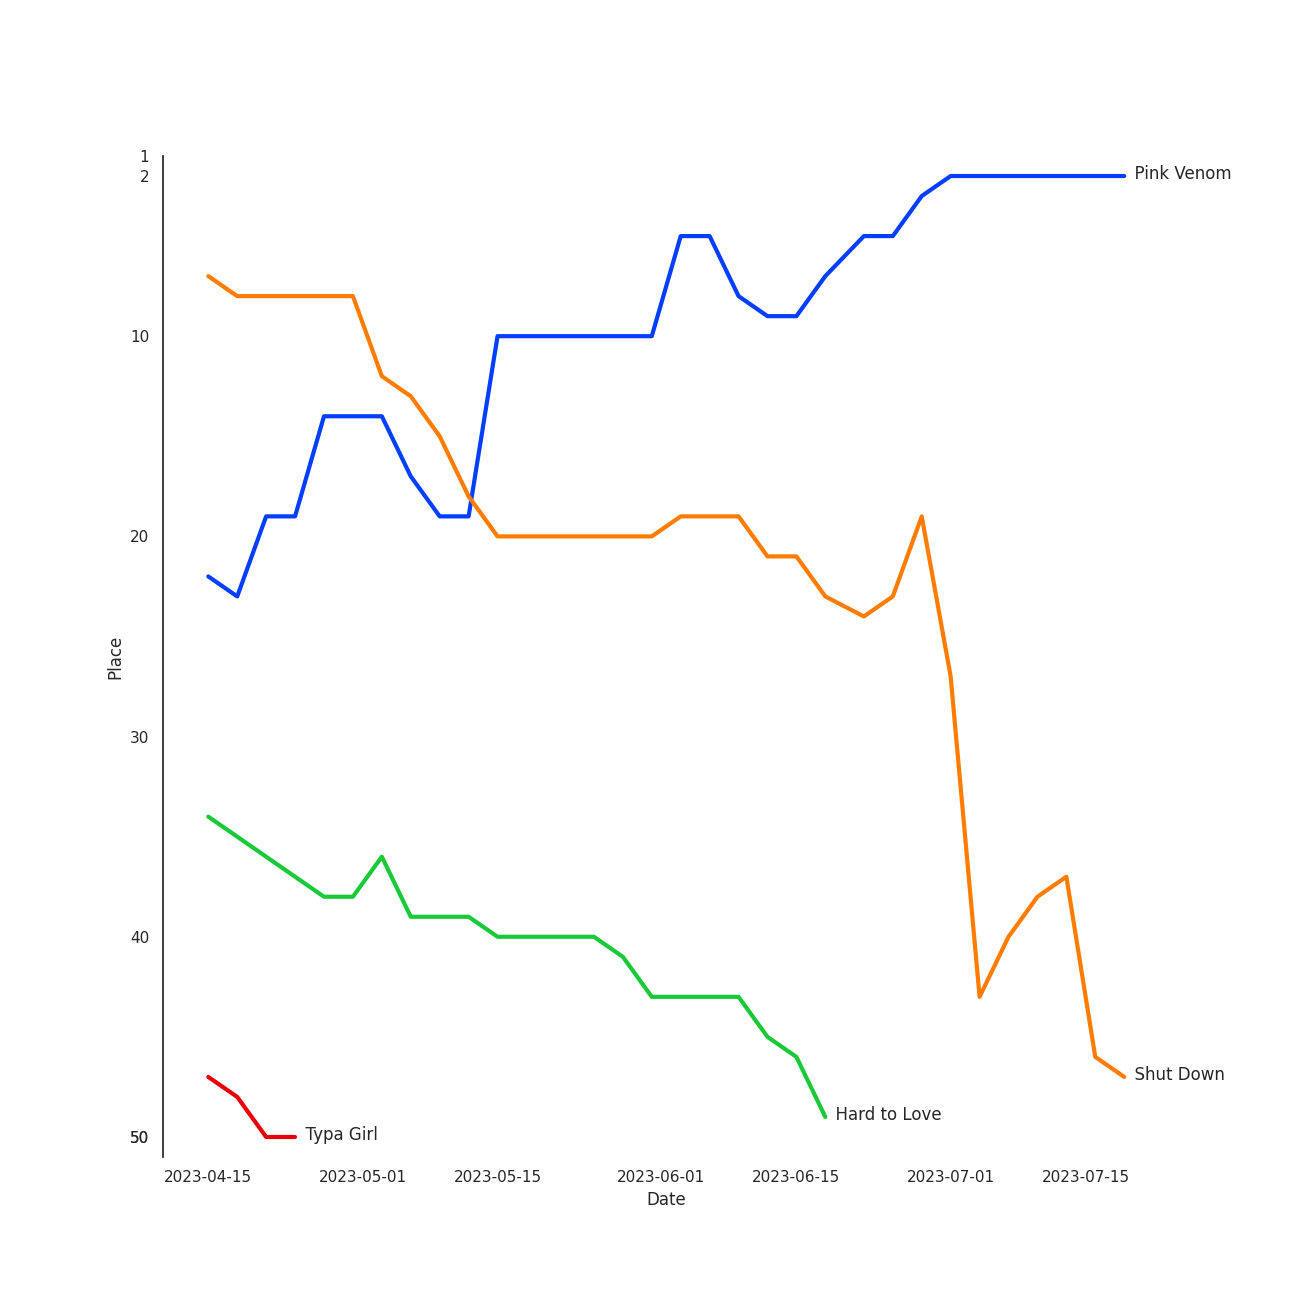 1
2
10
20
30
40
50
Place
Pink Venom
Shut Down
Hard to Love
Typa Girl
2023-04-15 2023-05-01 2023-05-15 2023-06-01 2023-06-15 2023-07-01 2023-07-15
Date